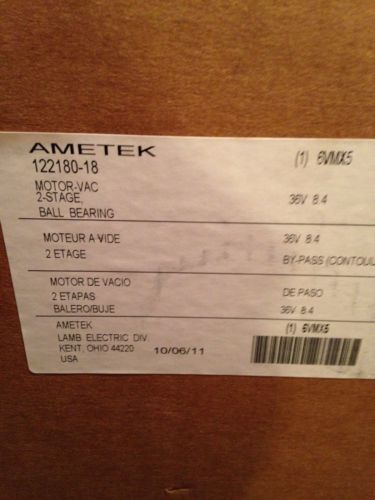 AMETEK
122180-18 (1) 6VMX5
MOTOR-VAC
2-STAGE, 36V 8.4
BALL BEARING
MOTEUR A VIDE 36V 8.4
2 ETAGE BY-PASS (CONTOU
MOTOR DE VACIO
2 ETAPAS DE PASO
BALERO/BUJE 36V 8.4
AMETEK (1) 6VMX5
LAMB ELECTRIC DIV
KENT, OHIO 44220 10/06/11
USA